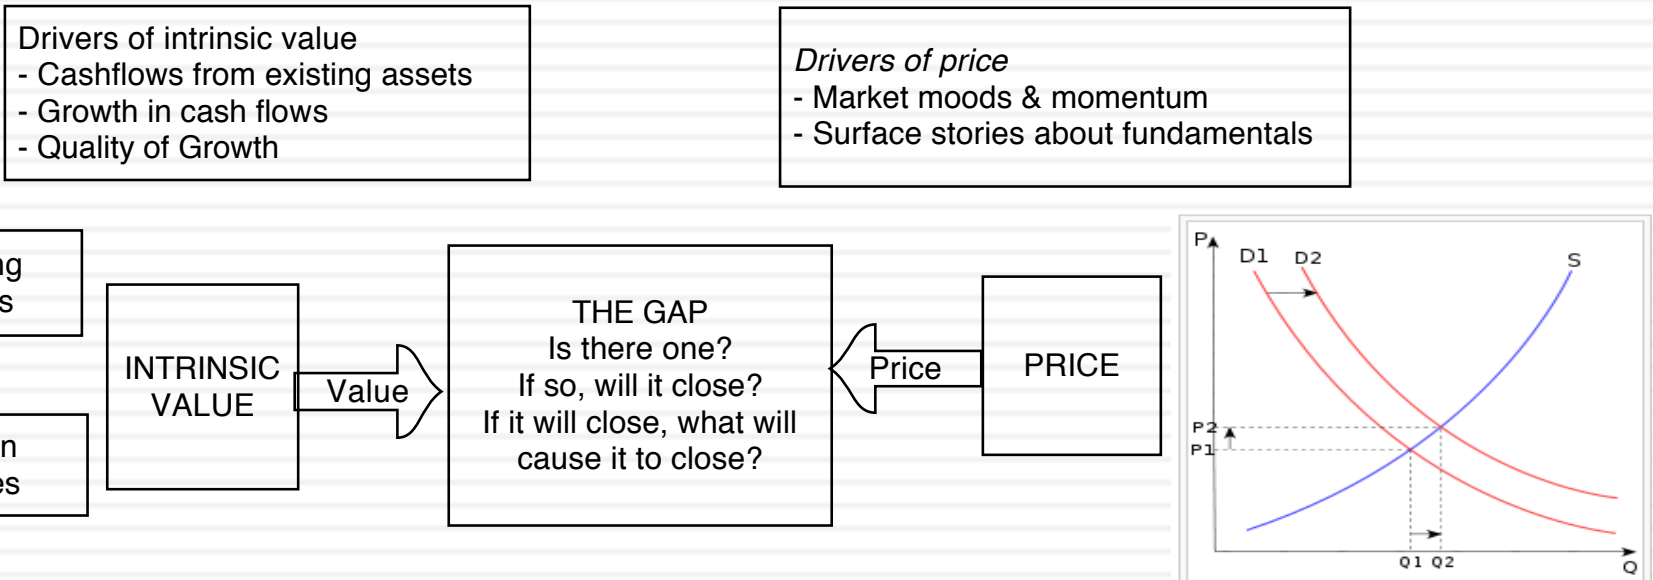 Drivers of intrinsic value
- Cashflows from existing assets
- Growth in cash flows
- Quality of Growth
Drivers of price
- Market moods & momentum
- Surface stories about fundamentals
INTRINSIC
VALUE
Value
THE GAP
Is there one?
If so, will it close?
If it will close, what will
cause it to close?
Price
PRICE
P
D1 D2
S
P2
P1
Q1 Q2
Q